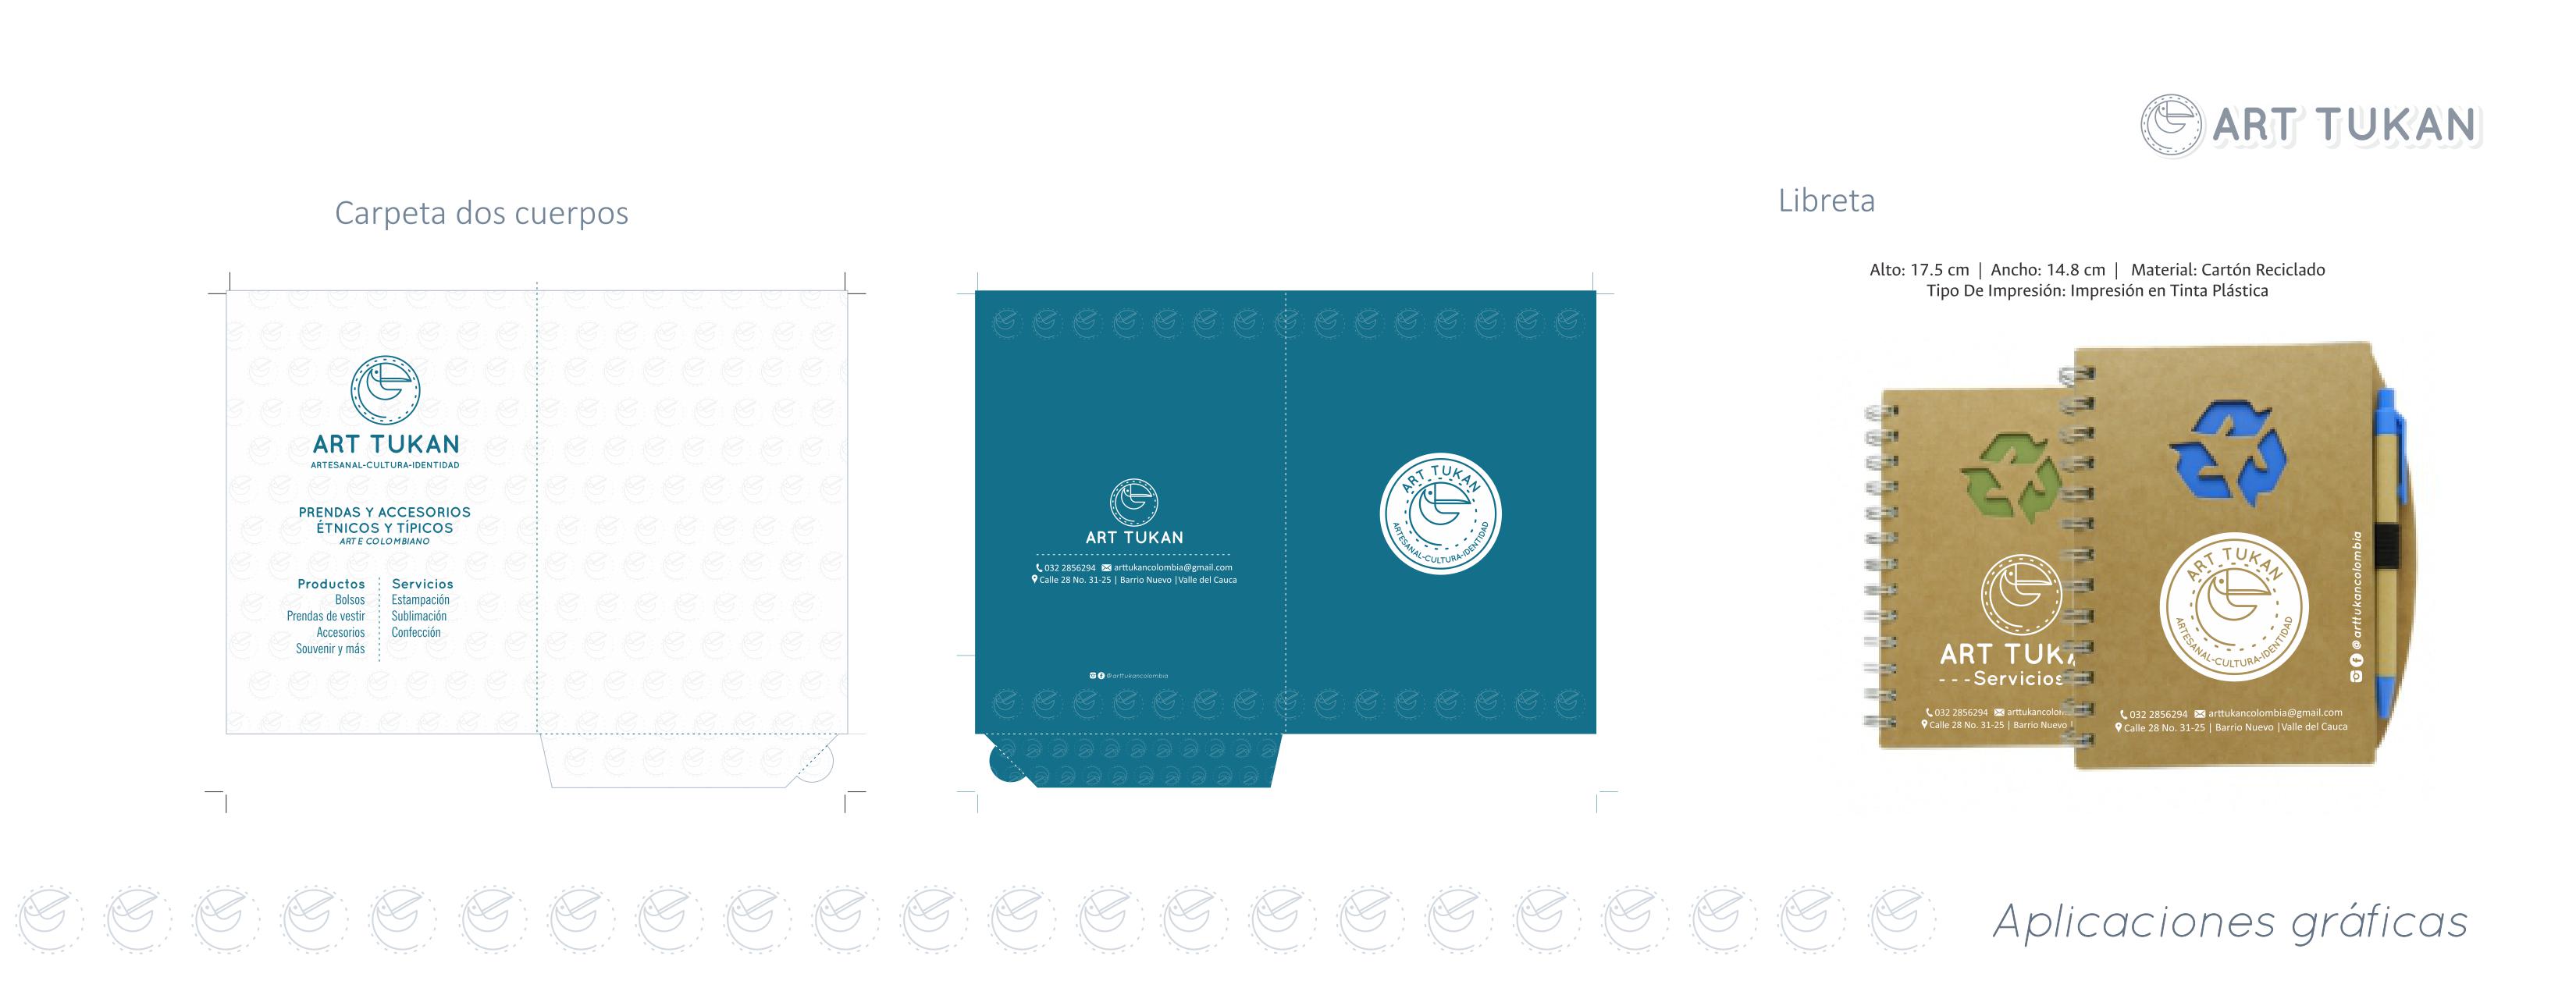 ART TUKAN
Carpeta dos cuerpos
ART TUKAN
ARTESANAL-CULTURA-IDENTIDAD
PRENDAS Y ACCESORIOS
ÉTNICOS Y TÍPICOS
ARTE COLOMBIANO
Productos
Bolsos
Prendas de vestir
Accesorios
Souvenir y más
Servicios
Estampación
Sublimación
Confección
ART TUKAN
032 2856294 arttukancolombia@gmail.com
Calle 28 No. 31-25 | Barrio Nuevo |Valle del Cauca
@arttukancolombia
ART TUKAN
ARTESANAL-CULTURA-IDENTIDAD
Libreta
Alto: 17.5 cm | Ancho: 14.8 cm | Material: Cartón Reciclado
Tipo De Impresión: Impresión en Tinta Plástica
ART TUK
---Servicios
032 2856294 arttukancolom
Calle 28 No. 31-25 | Barrio Nuevo |
ART TUKAN
ARTESANAL-CULTURA-IDENTIDAD
@arttukancolombia
032 2856294 arttukancolombia@gmail.com
Calle 28 No. 31-25 | Barrio Nuevo |Valle del Cauca
Aplicaciones gráficas